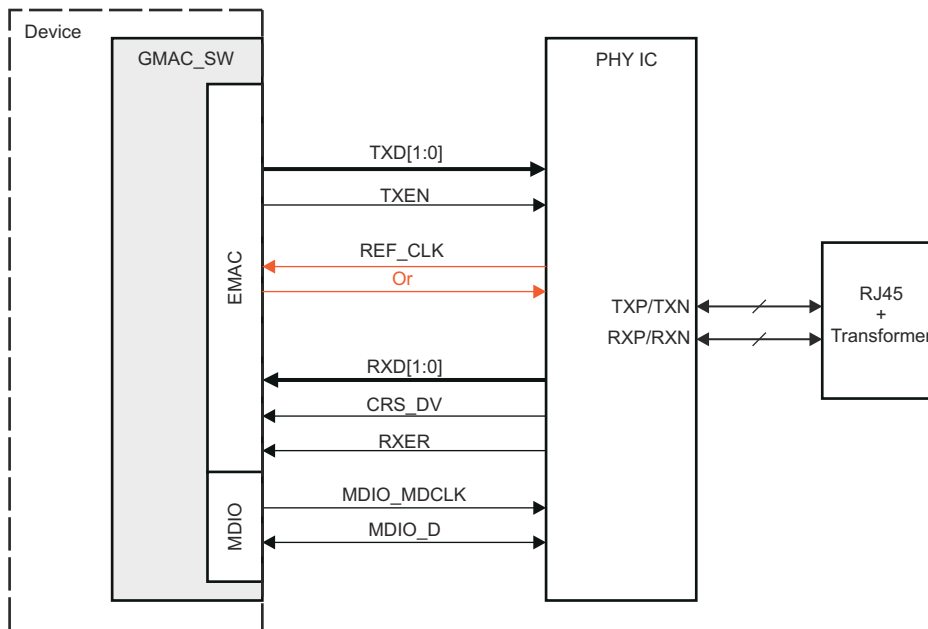 Device
GMAC_SW
PHY IC
TXD[1:0]
TXEN
REF_CLK
Or
EMAC
TXP/TXN
RXP/RXN
RJ45
+
Transformer
RXD[1:0]
CRS_DV
RXER
MDIO_MDCLK
MDIO_D
MDIO